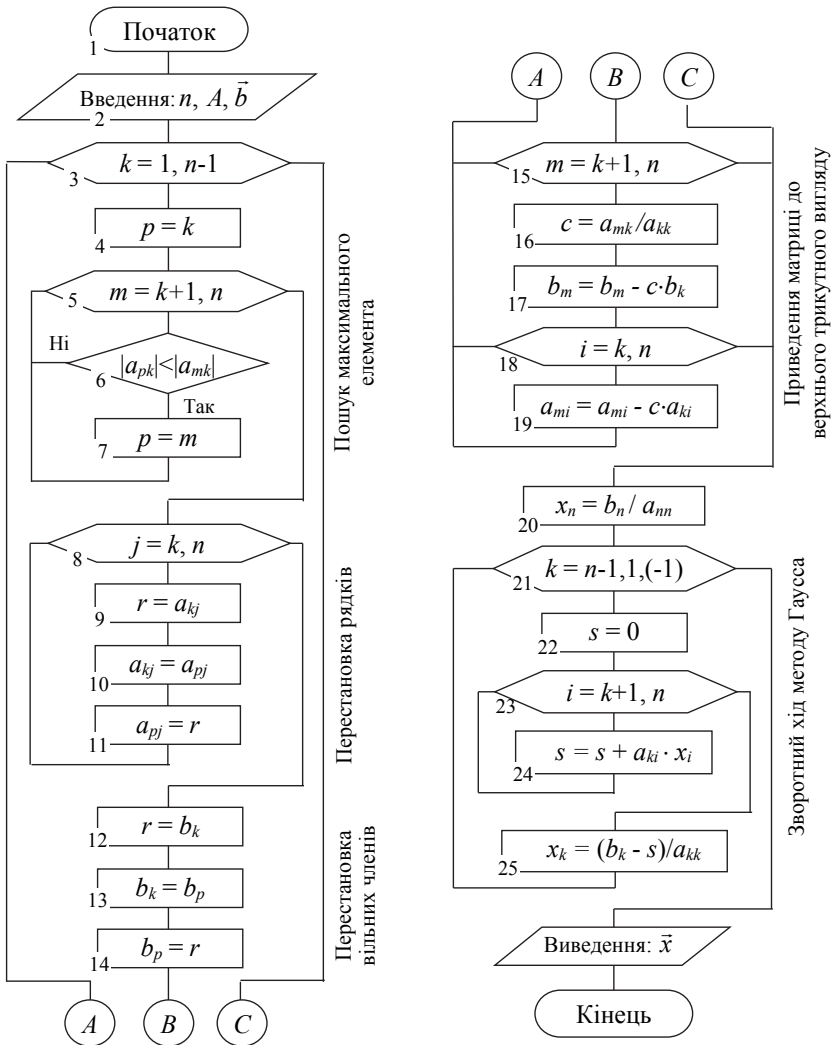 Початок
1
Введення: n, A, b⃗
2
k = 1, n-1
3
p = k
4
m = k+1, n
5
Ні
|aₚₖ|<|aₘₖ|
6
Так
p = m
7
Пошук максимального
елемента
j = k, n
8
r = aₖⱼ
9
aₖⱼ = aₚⱼ
10
aₚⱼ = r
11
Перестановка рядків
r = bₖ
12
bₖ = bₚ
13
bₚ = r
14
Перестановка
вільних членів
A B C
A B C
m = k+1, n
15
c = aₘₖ/aₖₖ
16
bₘ = bₘ - c·bₖ
17
i = k, n
18
aₘᵢ = aₘᵢ - c·aₖᵢ
19
Приведення матриці до
верхнього трикутного вигляду
xₙ = bₙ / aₙₙ
20
k = n-1,1,(-1)
21
s = 0
22
i = k+1, n
23
s = s + aₖᵢ · xᵢ
24
xₖ = (bₖ - s)/aₖₖ
25
Зворотний хід методу Гаусса
Виведення: x⃗
Кінець